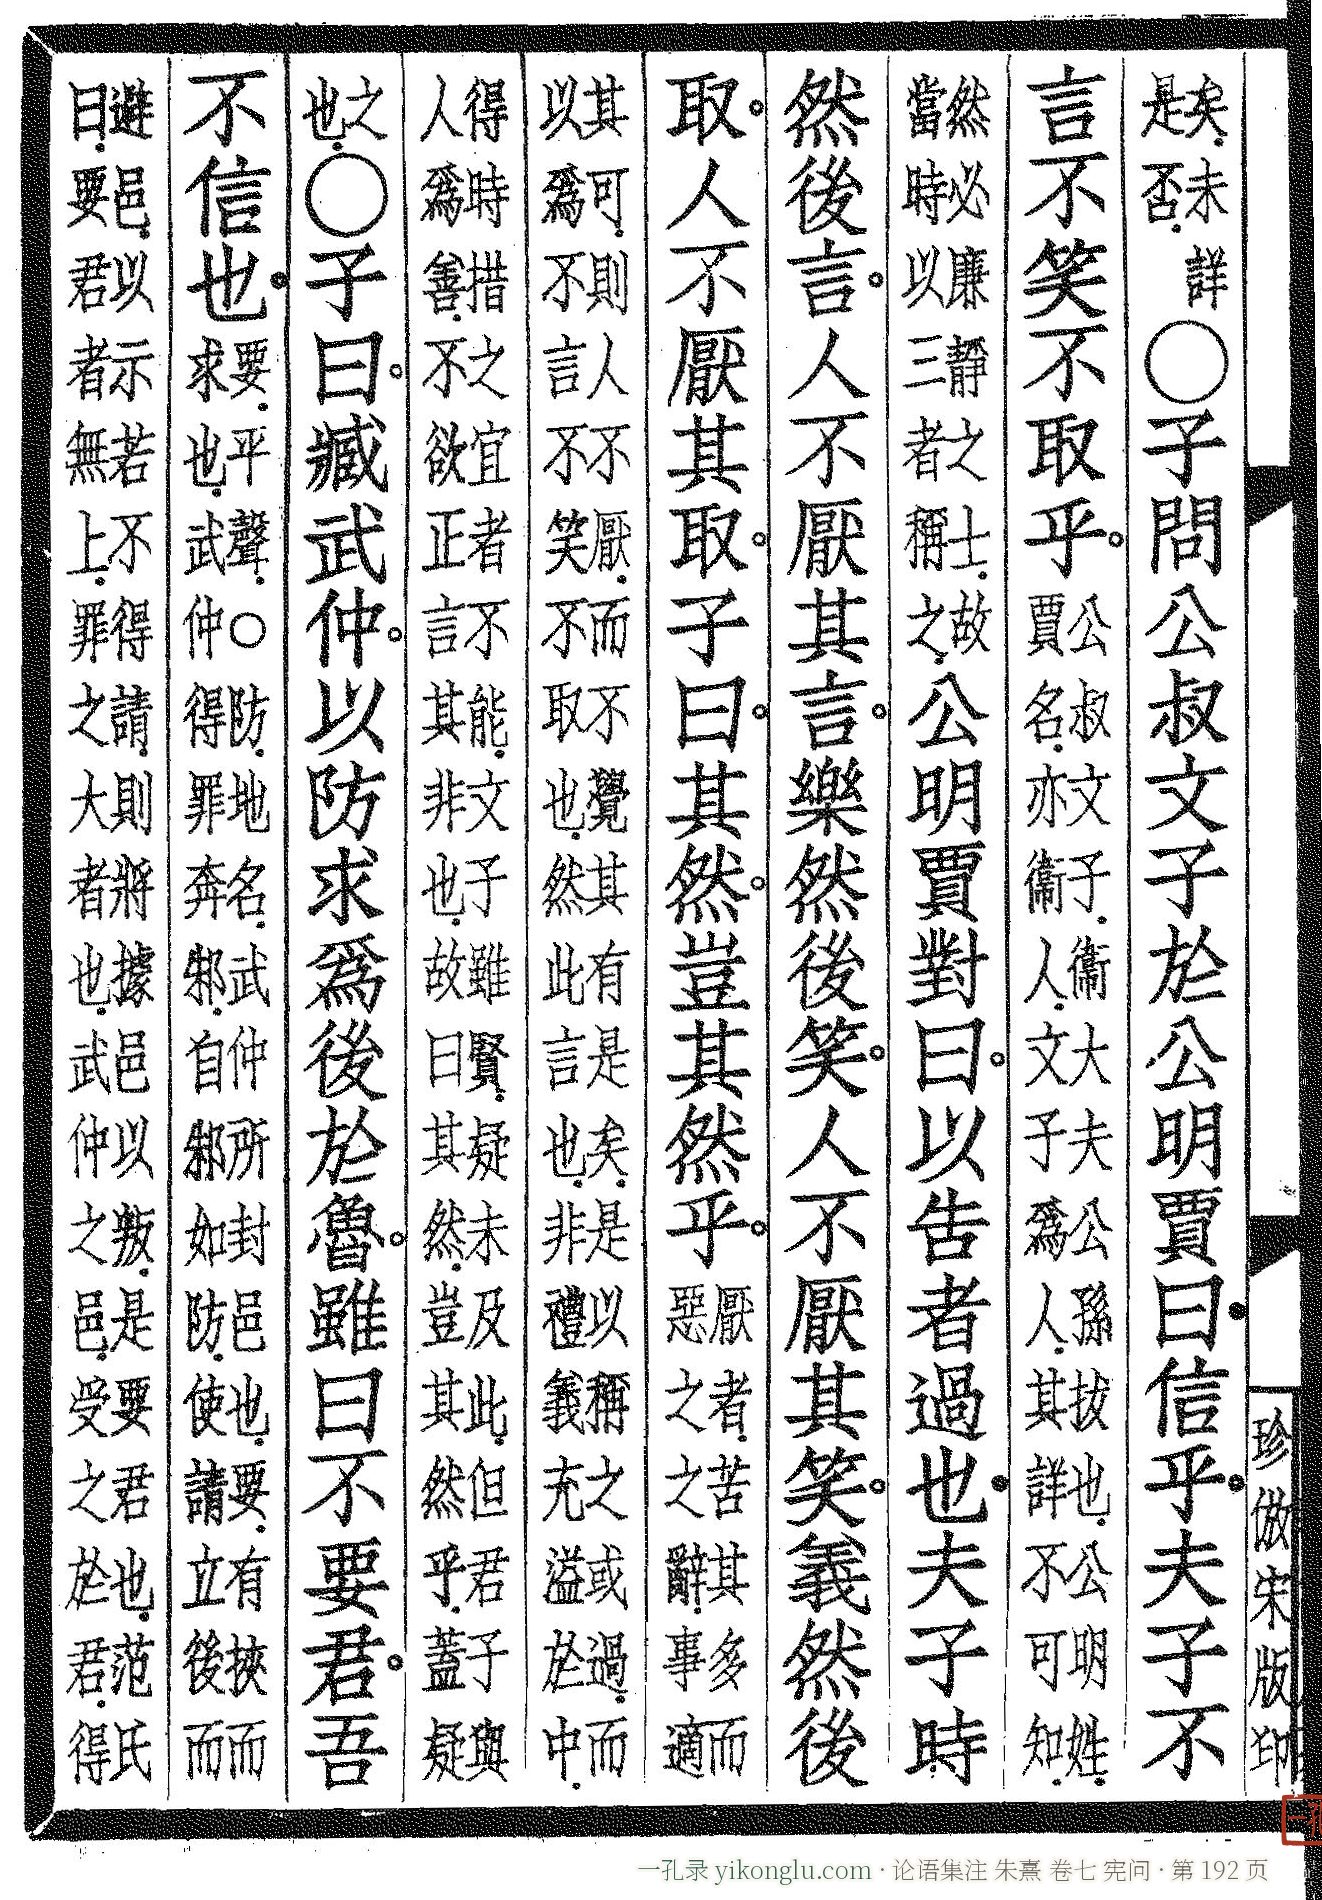 矣。未詳是否。○子問公叔文子於公明賈曰。信乎。夫子不
言不笑不取乎。公叔文子。衞大夫公孫拔也。公明姓。賈名。亦衞人。文子爲人。其詳不可知。
然必廉靜之士。故當時以三者稱之。公明賈對曰。以告者過也。夫子時
然後言。人不厭其言。樂然後笑。人不厭其笑。義然後
取。人不厭其取。子曰。其然。豈其然乎。厭者。苦其多而惡之之辭。事適
其可。則人不厭。而不覺其有是矣。是以稱之或過。而以爲不言不笑不取也。然此言也。非禮義充溢於中。
得時措之宜者不能。文子雖賢。疑未及此。但君子與人爲善。不欲正言其非也。故曰其然。豈其然乎。蓋疑
之也。○子曰。臧武仲。以防求爲後於魯。雖曰不要君。吾
不信也。要。平聲。○防。地名。武仲所封邑也。要。有挾而求也。武仲得罪奔邾。自邾如防。使請立後而
避邑。以示若不得請。則將據邑以叛。是要君也。范氏曰。要君者無上。罪之大者也。武仲之邑。受之於君。得
珍倣宋版印
一孔录 yikonglu.com · 论语集注 朱熹 卷七 宪问 · 第 192 页